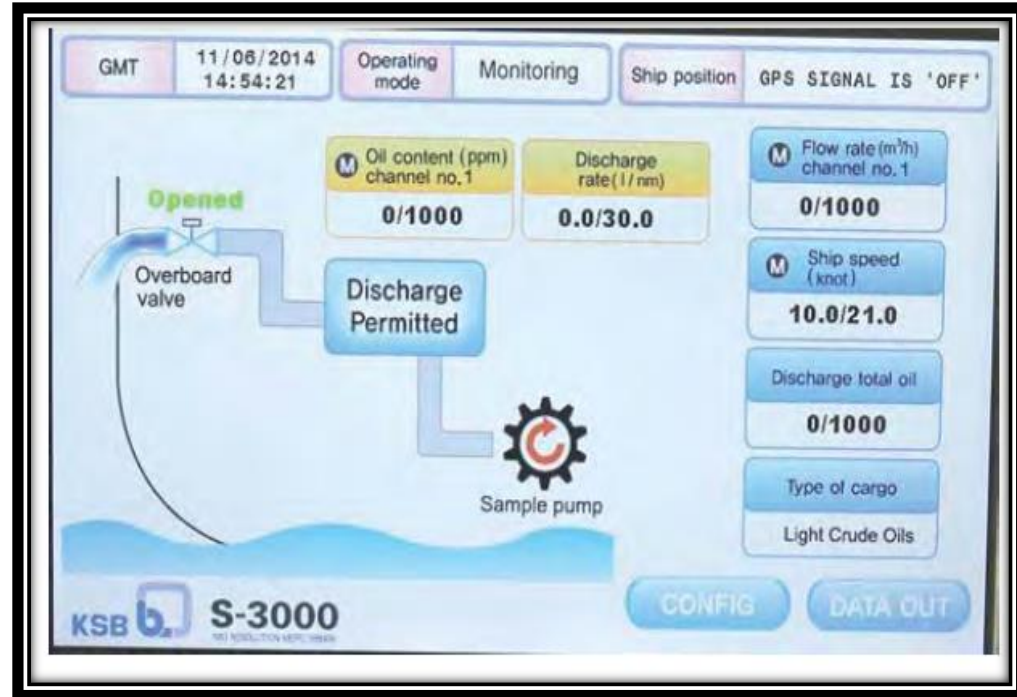 GMT
11/06/2014
14:54:21
Operating
mode
Monitoring
Ship position
GPS SIGNAL IS 'OFF'
M Oil content (ppm)
channel no.1
0/1000
Discharge
rate(l/nm)
0.0/30.0
M Flow rate(m³/h)
channel no.1
0/1000
Opened
Overboard
valve
Discharge
Permitted
M Ship speed
(knot)
10.0/21.0
Discharge total oil
0/1000
Sample pump
Type of cargo
Light Crude Oils
KSB b. S-3000
CONFIG
DATA OUT